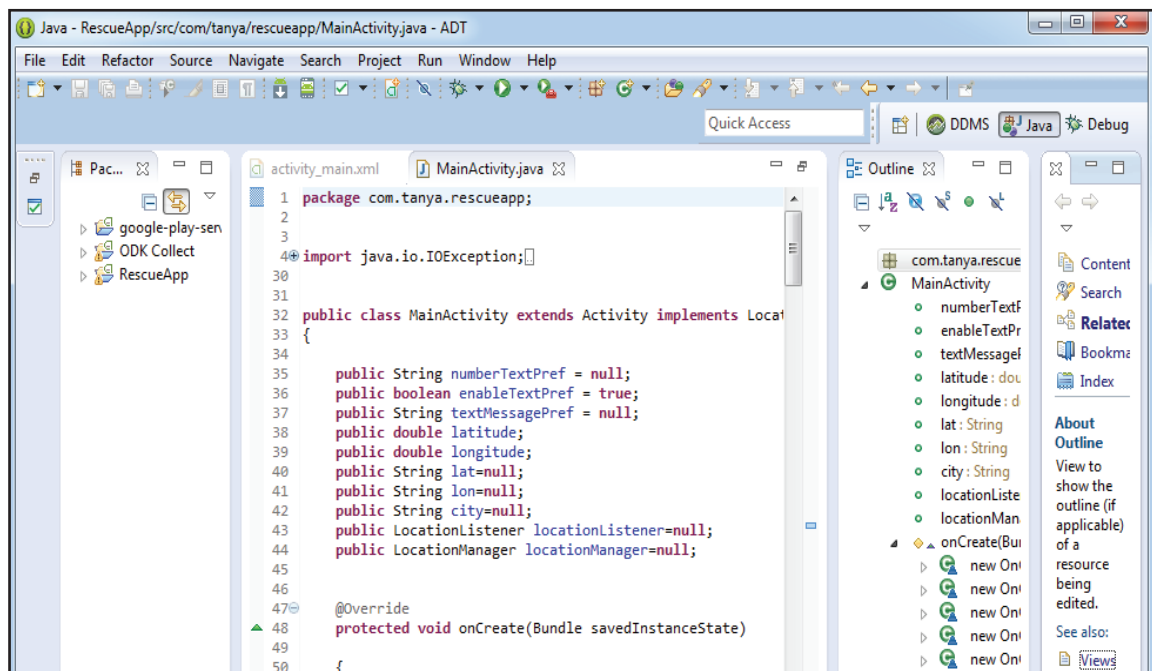 Java - RescueApp/src/com/tanya/rescueapp/MainActivity.java - ADT
File Edit Refactor Source Navigate Search Project Run Window Help
Quick Access
DDMS Java Debug
Pac...
google-play-serv
ODK Collect
RescueApp
activity_main.xml MainActivity.java
1 package com.tanya.rescueapp;
2
3
4 import java.io.IOException;
30
31
32 public class MainActivity extends Activity implements Locat
33 {
34
35 public String numberTextPref = null;
36 public boolean enableTextPref = true;
37 public String textMessagePref = null;
38 public double latitude;
39 public double longitude;
40 public String lat=null;
41 public String lon=null;
42 public String city=null;
43 public LocationListener locationListener=null;
44 public LocationManager locationManager=null;
45
46
47 @Override
48 protected void onCreate(Bundle savedInstanceState)
49
50 {
Outline
com.tanya.rescue
MainActivity
numberTextP
enableTextPr
textMessageP
latitude : dou
longitude : d
lat : String
lon : String
city : String
locationListe
locationMan
onCreate(Bun
new On
new On
new On
new On
new On
Content
Search
Related
Bookma
Index
About
Outline
View to
show the
outline (if
applicable)
of a
resource
being
edited.
See also:
Views